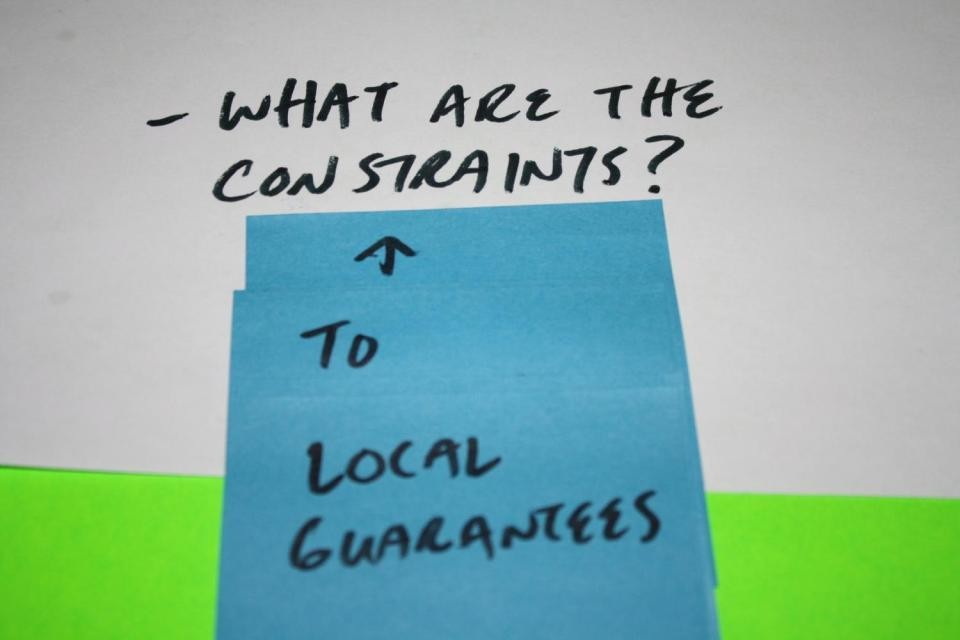 - WHAT ARE THE
CONSTRAINTS?
↑
TO
LOCAL
GUARANTEES